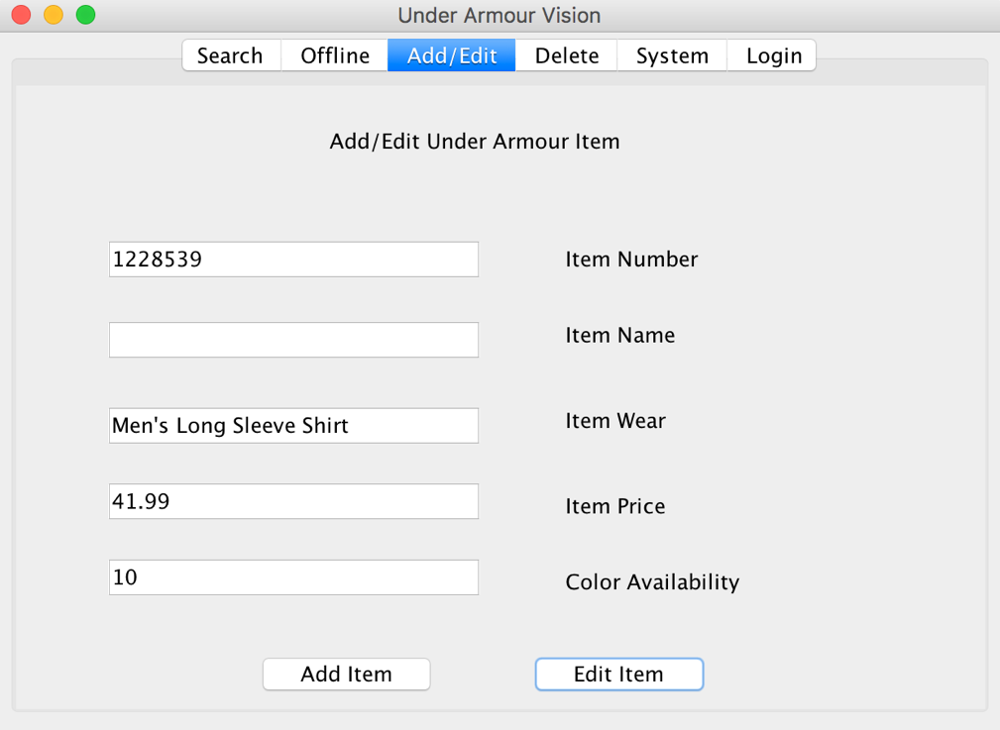 Under Armour Vision
Search Offline Add/Edit Delete System Login
Add/Edit Under Armour Item
1228539 Item Number
Item Name
Men's Long Sleeve Shirt Item Wear
41.99 Item Price
10 Color Availability
Add Item Edit Item